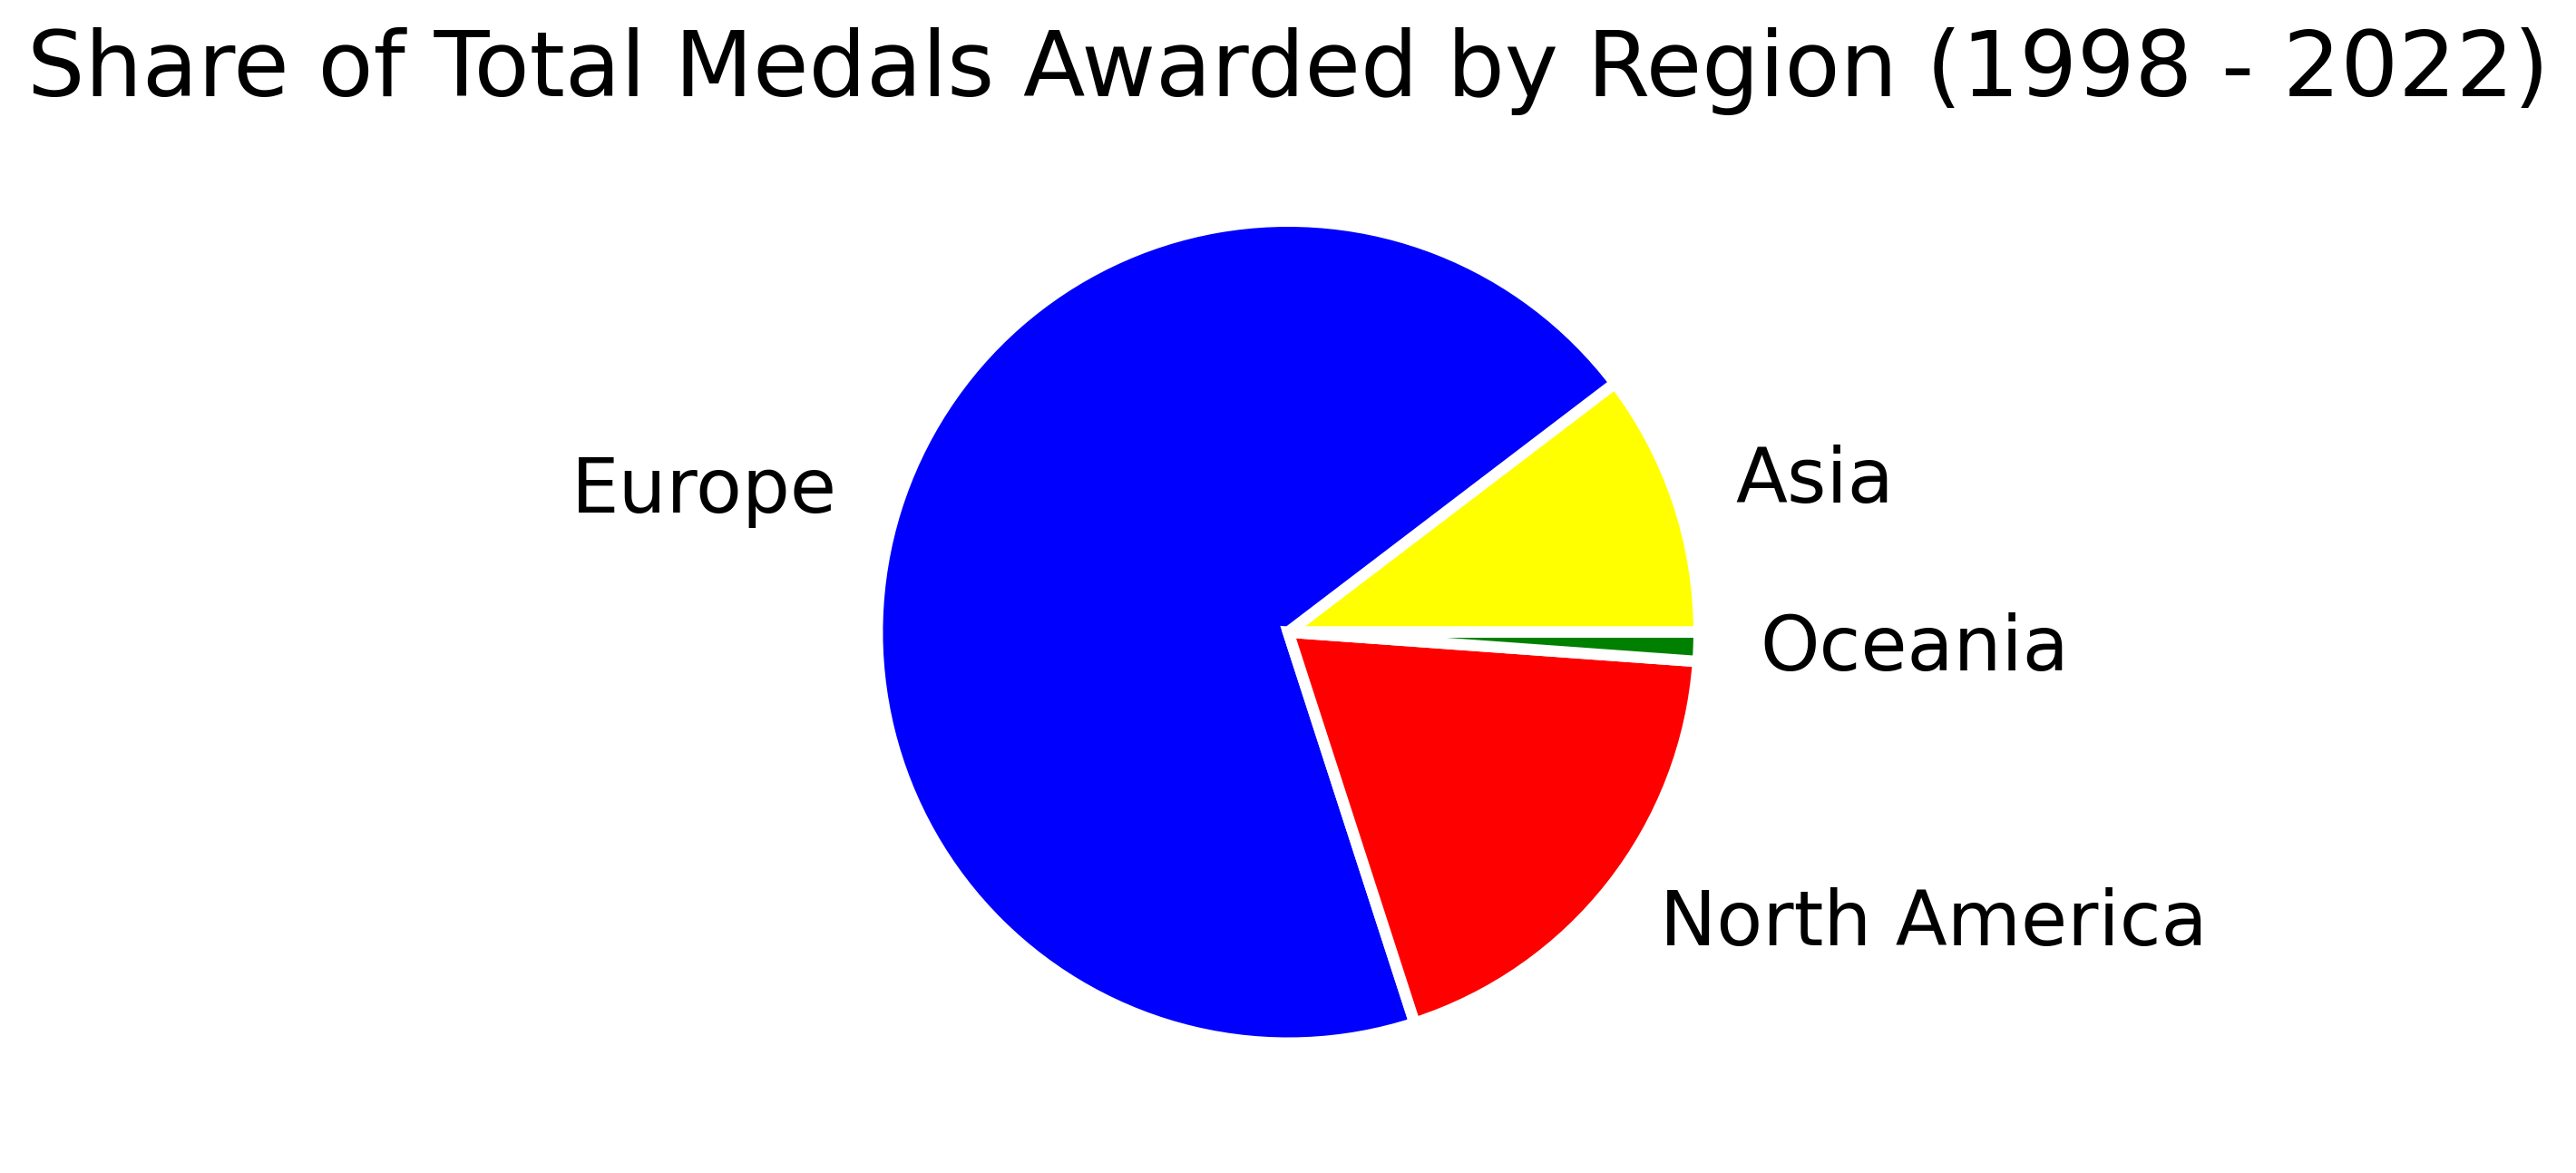 Share of Total Medals Awarded by Region (1998 - 2022)
Europe
Asia
Oceania
North America